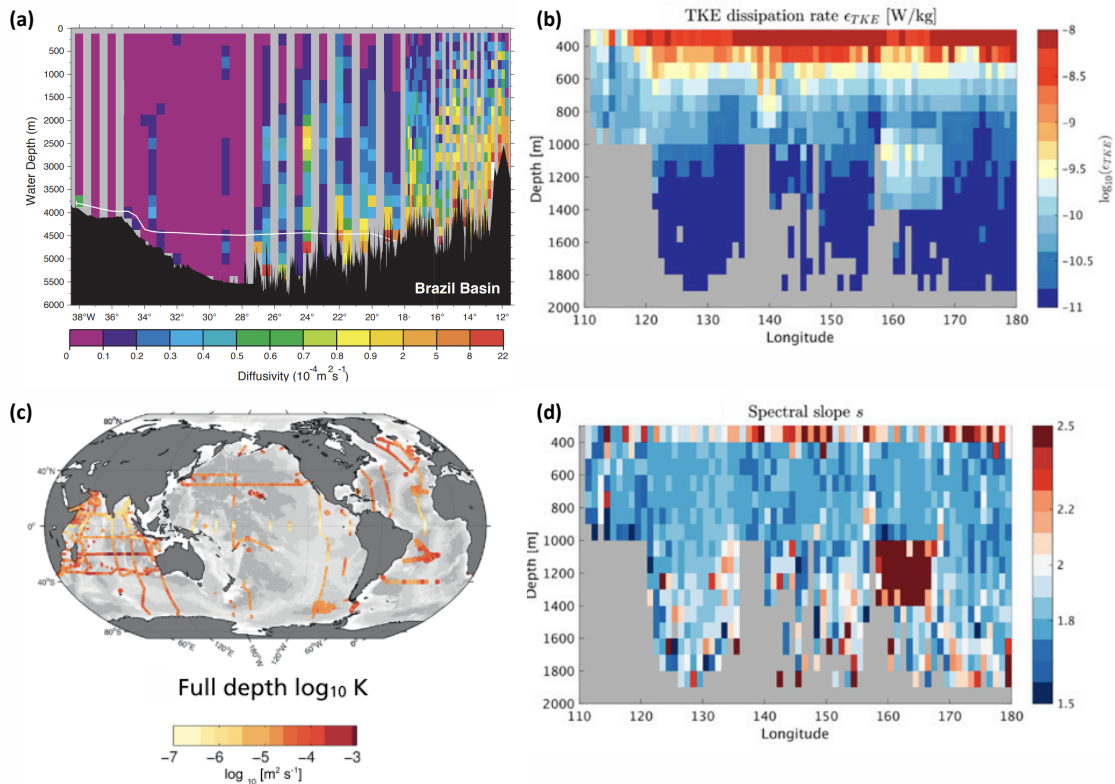 (a)
0
500
1000
1500
2000
2500
3000
3500
4000
4500
5000
5500
6000
Water Depth (m)
Brazil Basin
38°W 36° 34° 32° 30° 28° 26° 24° 22° 20° 18° 16° 14° 12°
0 0.1 0.2 0.3 0.4 0.5 0.6 0.7 0.8 0.9 2 5 8 22
Diffusivity (10⁻⁴m² s⁻¹)
(b)
TKE dissipation rate ϵ_TKE [W/kg]
400
600
800
1000
1200
1400
1600
1800
2000
Depth [m]
110 120 130 140 150 160 170 180
Longitude
-8
-8.5
-9
-9.5
-10
-10.5
-11
log₁₀(ϵ_TKE)
(c)
80°N
40°N
0°
40°S
80°S
60°E
120°E
180°W
120°W
60°W
0°
Full depth log₁₀ K
−7 −6 −5 −4 −3
log ₁₀ [m² s⁻¹]
(d)
Spectral slope s
400
600
800
1000
1200
1400
1600
1800
2000
Depth [m]
110 120 130 140 150 160 170 180
Longitude
2.5
2.2
2
1.8
1.5